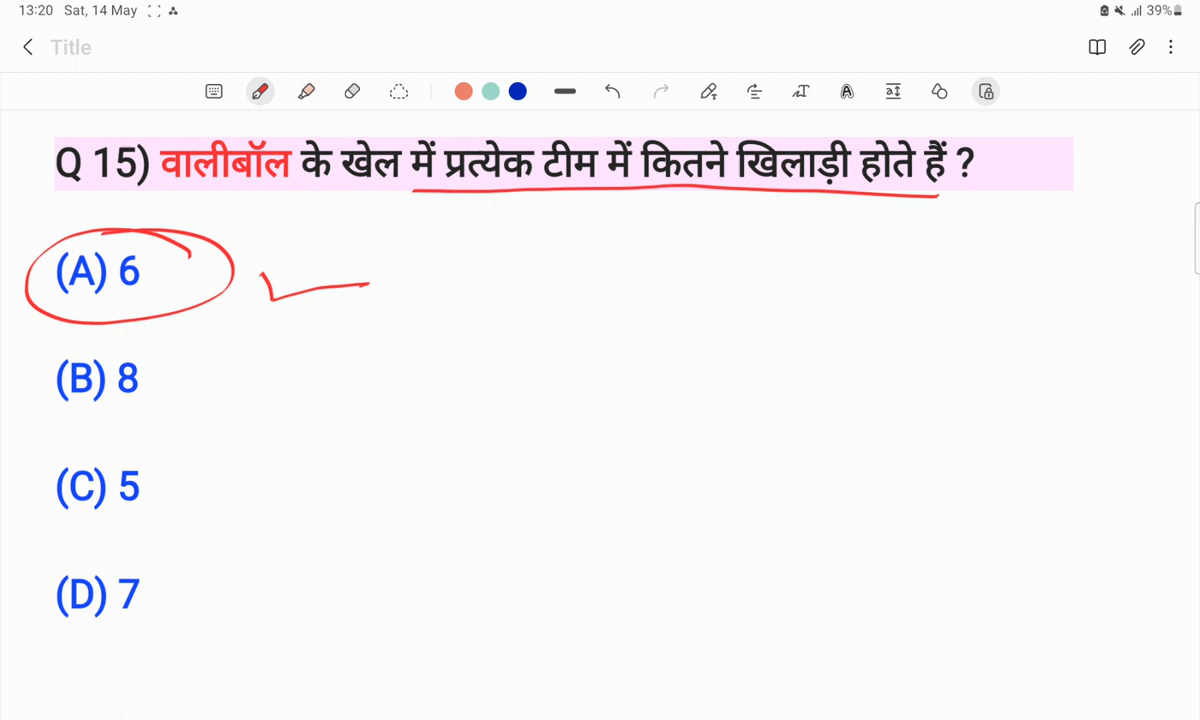 13:20 Sat, 14 May 39%
Title
Q 15) वालीबॉल के खेल में प्रत्येक टीम में कितने खिलाड़ी होते हैं ?
(A) 6
(B) 8
(C) 5
(D) 7